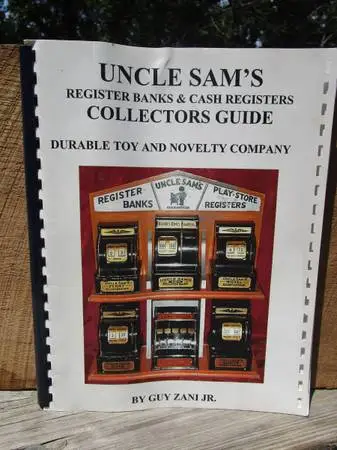 UNCLE SAM'S
REGISTER BANKS & CASH REGISTERS
COLLECTORS GUIDE
DURABLE TOY AND NOVELTY COMPANY
REGISTER BANKS
UNCLE SAM'S
PLAY-STORE REGISTERS
BY GUY ZANI JR.